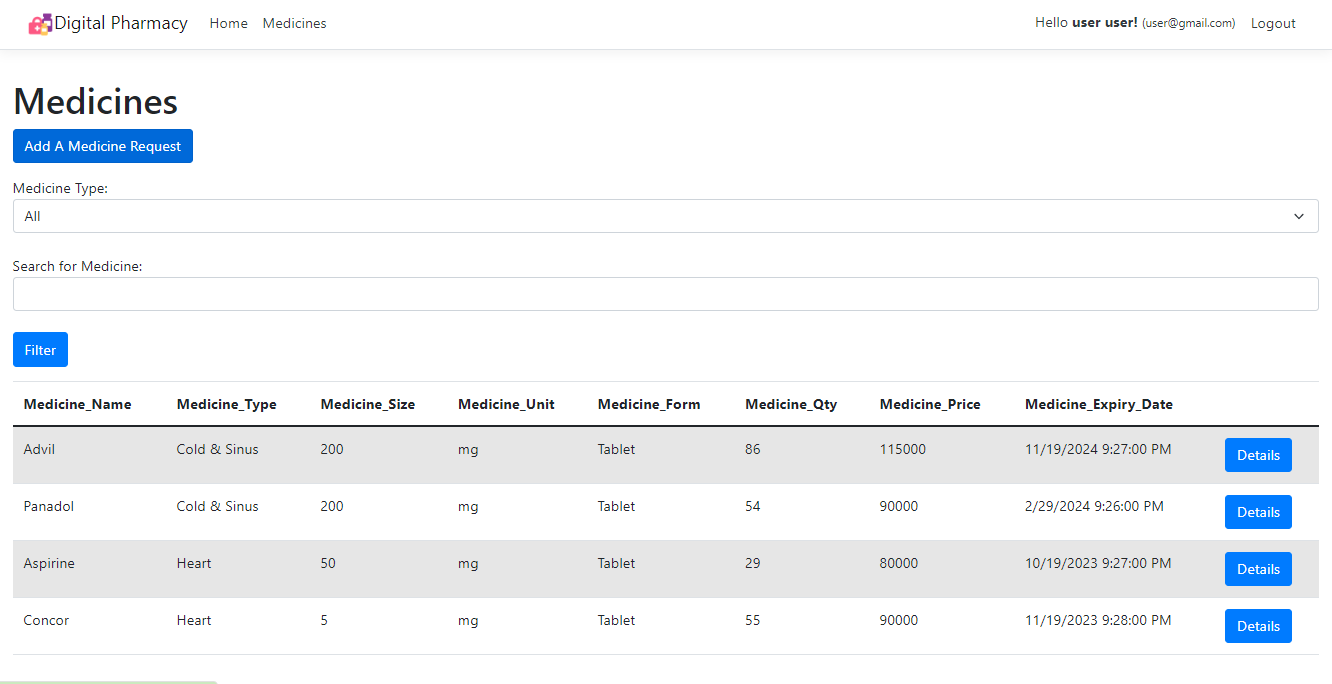 Digital Pharmacy Home Medicines Hello user user! (user@gmail.com) Logout
Medicines
Add A Medicine Request
Medicine Type:
All
Search for Medicine:
Filter
Medicine_Name Medicine_Type Medicine_Size Medicine_Unit Medicine_Form Medicine_Qty Medicine_Price Medicine_Expiry_Date
Advil Cold & Sinus 200 mg Tablet 86 115000 11/19/2024 9:27:00 PM Details
Panadol Cold & Sinus 200 mg Tablet 54 90000 2/29/2024 9:26:00 PM Details
Aspirine Heart 50 mg Tablet 29 80000 10/19/2023 9:27:00 PM Details
Concor Heart 5 mg Tablet 55 90000 11/19/2023 9:28:00 PM Details